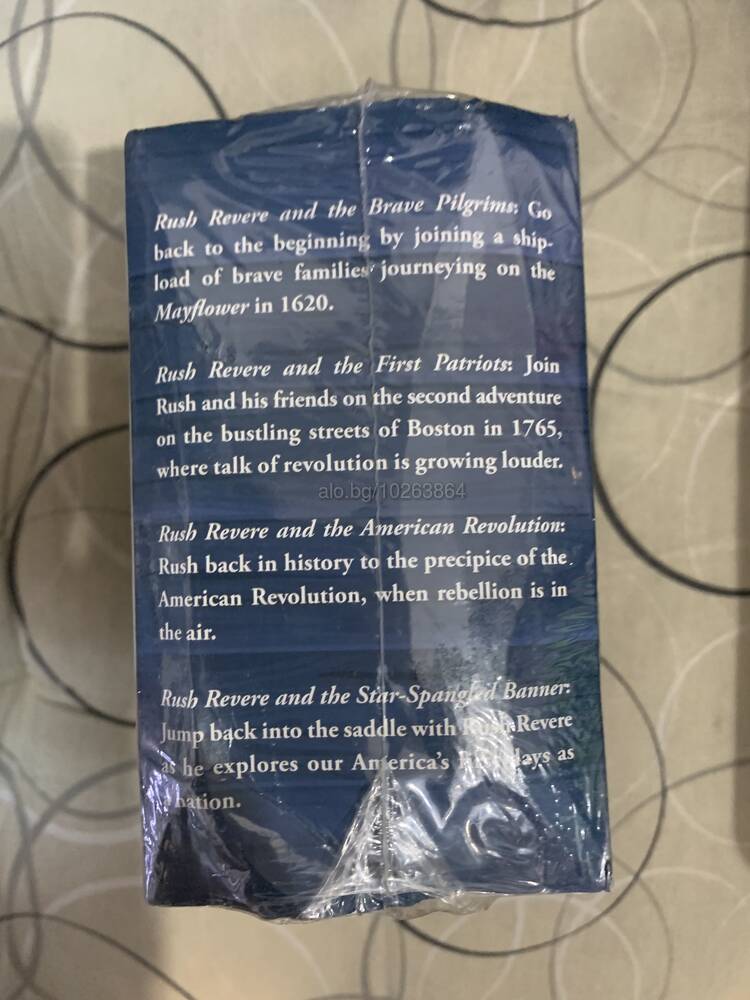 Rush Revere and the Brave Pilgrims: Go
back to the beginning by joining a ship-
load of brave families journeying on the
Mayflower in 1620.
Rush Revere and the First Patriots: Join
Rush and his friends on the second adventure
on the bustling streets of Boston in 1765,
where talk of revolution is growing louder.
alo.bg/10263864
Rush Revere and the American Revolution:
Rush back in history to the precipice of the
American Revolution, when rebellion is in
the air.
Rush Revere and the Star-Spangled Banner:
Jump back into the saddle with Rush Revere
as he explores our America's first days as
nation.